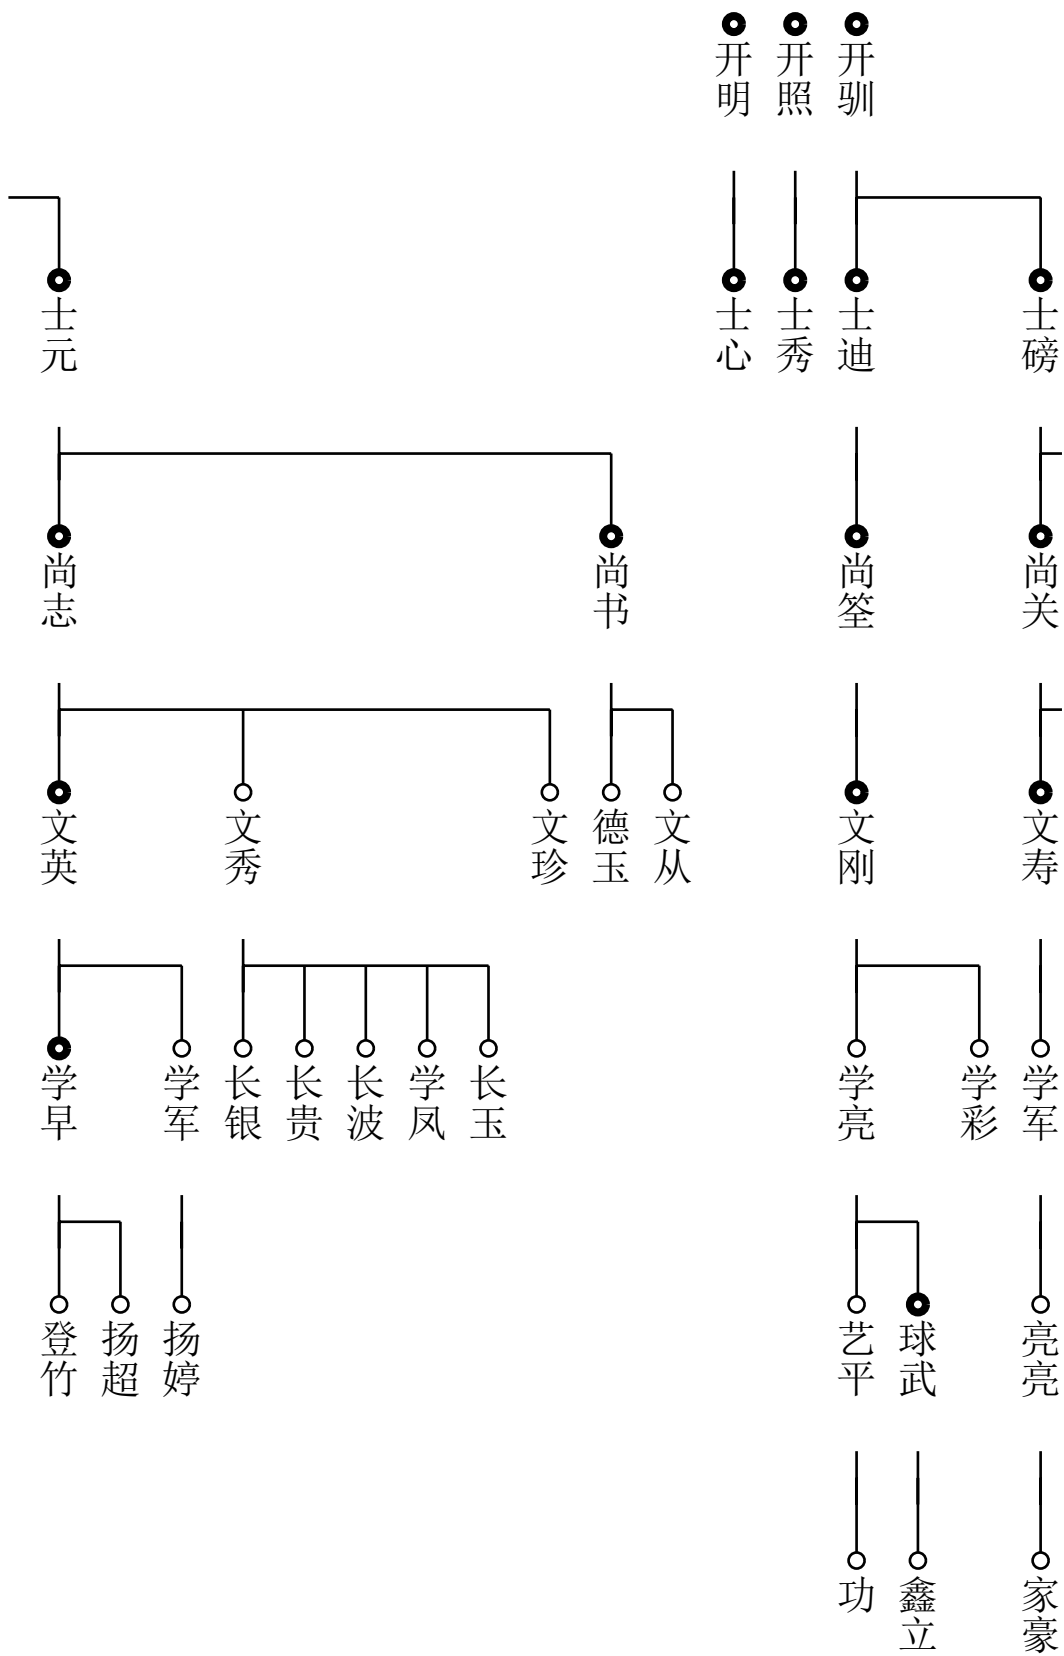 开明
开照
开驯
士元
士心
士秀
士迪
士磅
尚志
尚书
尚筌
尚关
文英
文秀
文珍
德玉
文从
文刚
文寿
学早
学军
长银
长贵
长波
学凤
长玉
学亮
学彩
学军
登竹
扬超
扬婷
艺平
球武
亮亮
功
鑫立
家豪